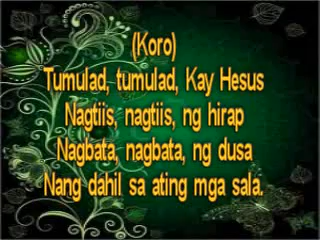 (Koro)
Tumulad, tumulad, Kay Hesus
Nagtiis, nagtiis, ng hirap
Nagbata, nagbata, ng dusa
Nang dahil sa ating mga sala.